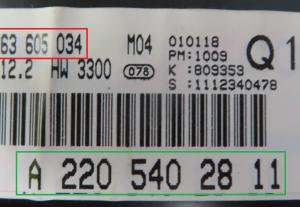 63 605 034 M04 010118 Q1
PM:1009
12.2 HW 3300 078 K :809353
S :1112340478
A 220 540 28 11